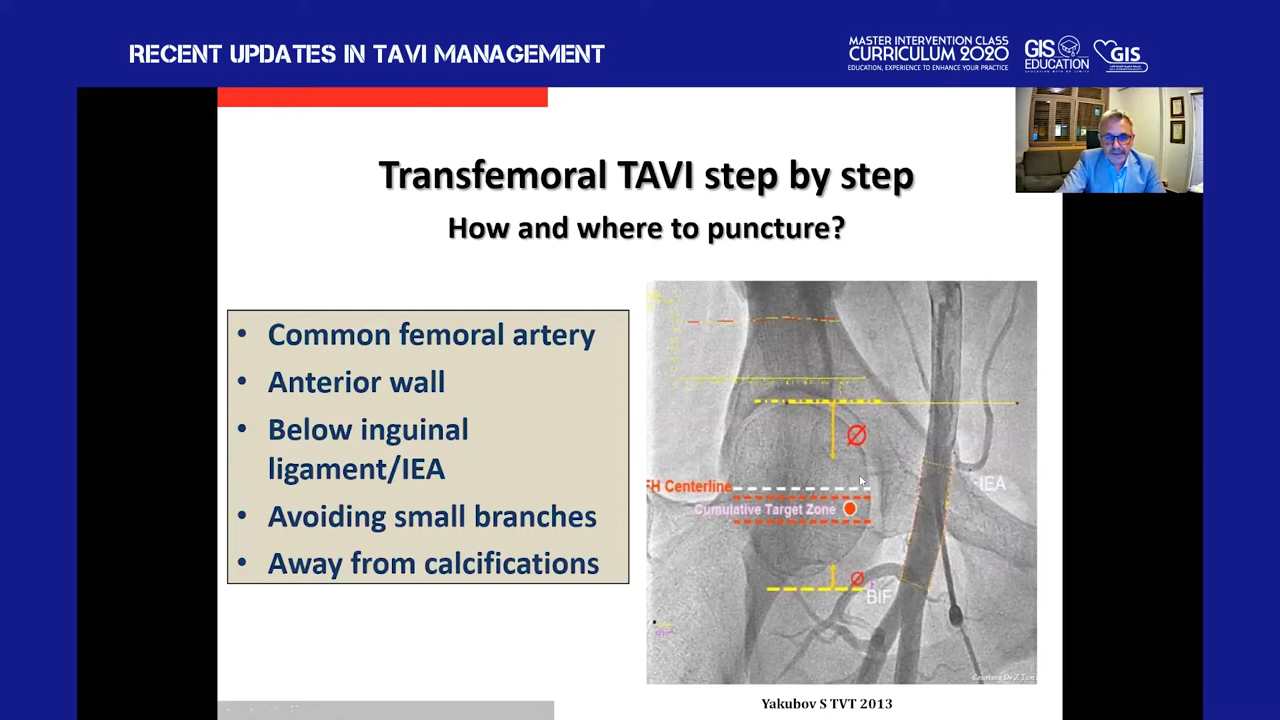 RECENT UPDATES IN TAVI MANAGEMENT
MASTER INTERVENTION CLASS
CURRICULUM 2020
EDUCATION, EXPERIENCE TO ENHANCE YOUR PRACTICE
GIS
EDUCATION
GIS
Transfemoral TAVI step by step
How and where to puncture?
• Common femoral artery
• Anterior wall
• Below inguinal
ligament/IEA
• Avoiding small branches
• Away from calcifications
Ø
IEA
FH Centerline
Cumulative Target Zone
Ø
BIF
Yakubov S TVT 2013